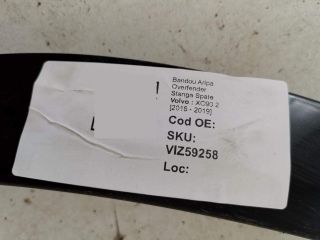 Bandou Aripa
Overfender
Stanga Spate
Volvo : XC90 2
[2015 - 2019]
Cod OE:
SKU:
VIZ59258
Loc: